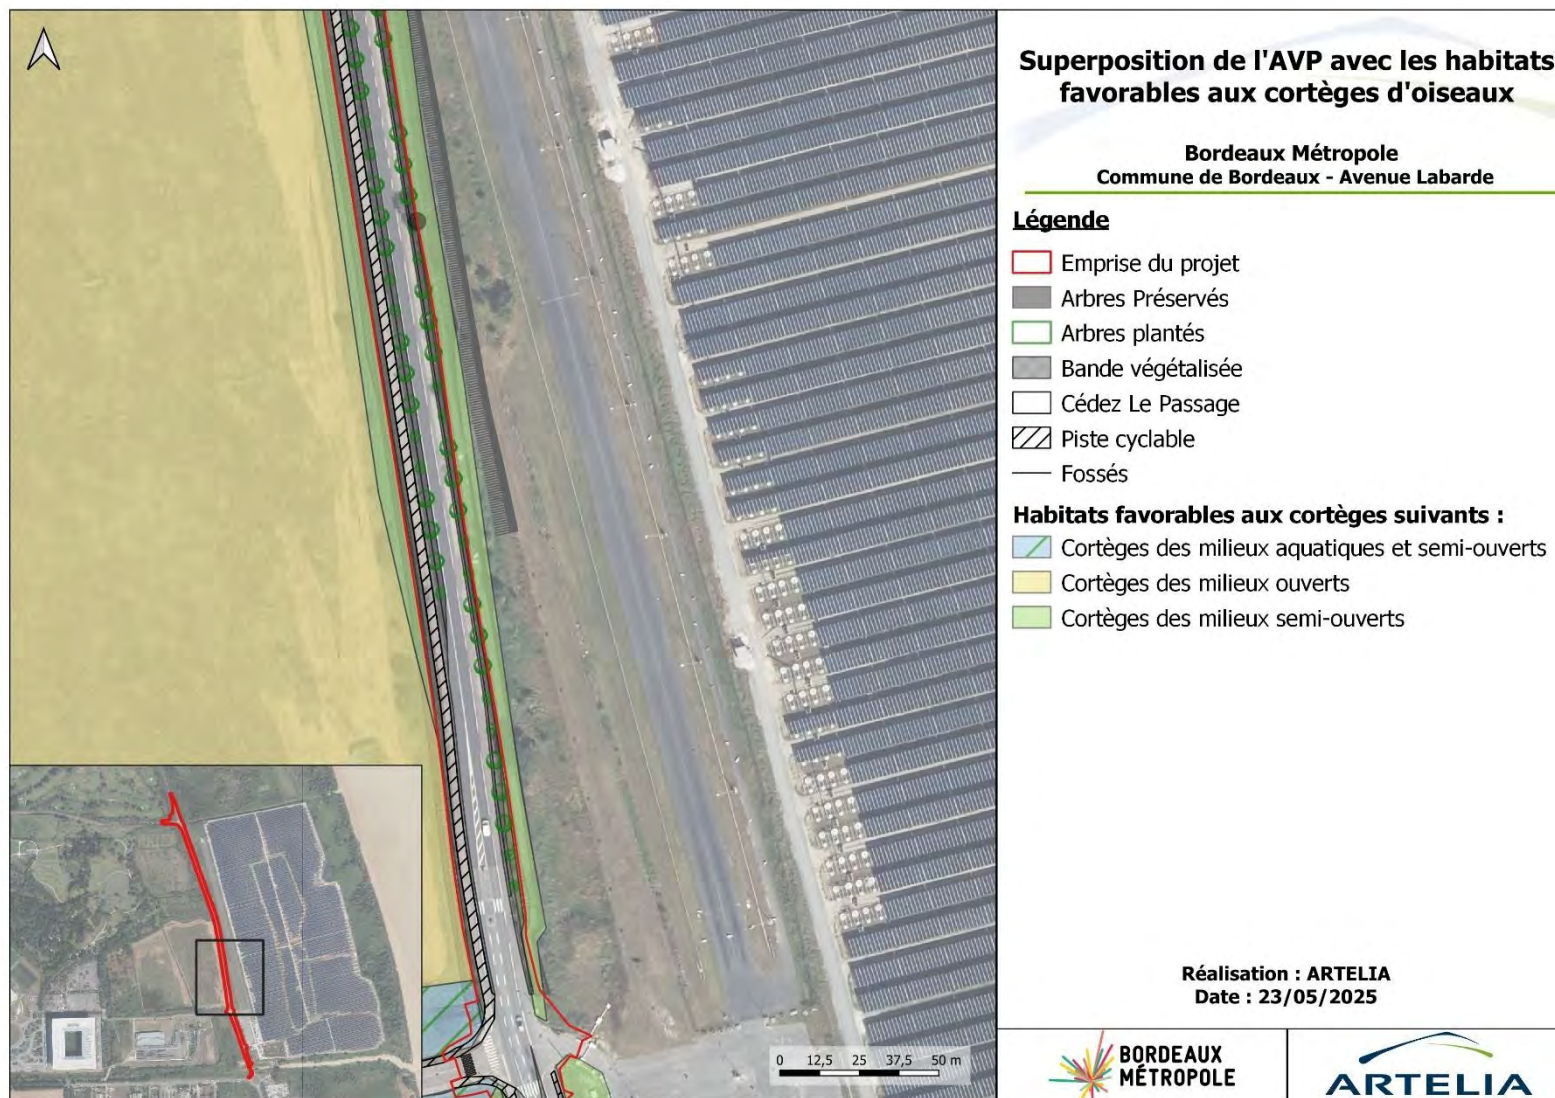 Superposition de l'AVP avec les habitats
favorables aux cortèges d'oiseaux
Bordeaux Métropole
Commune de Bordeaux - Avenue Labarde
Légende
Emprise du projet
Arbres Préservés
Arbres plantés
Bande végétalisée
Cédez Le Passage
Piste cyclable
Fossés
Habitats favorables aux cortèges suivants :
Cortèges des milieux aquatiques et semi-ouverts
Cortèges des milieux ouverts
Cortèges des milieux semi-ouverts
Réalisation : ARTELIA
Date : 23/05/2025
0 12,5 25 37,5 50 m
BORDEAUX
MÉTROPOLE
ARTELIA